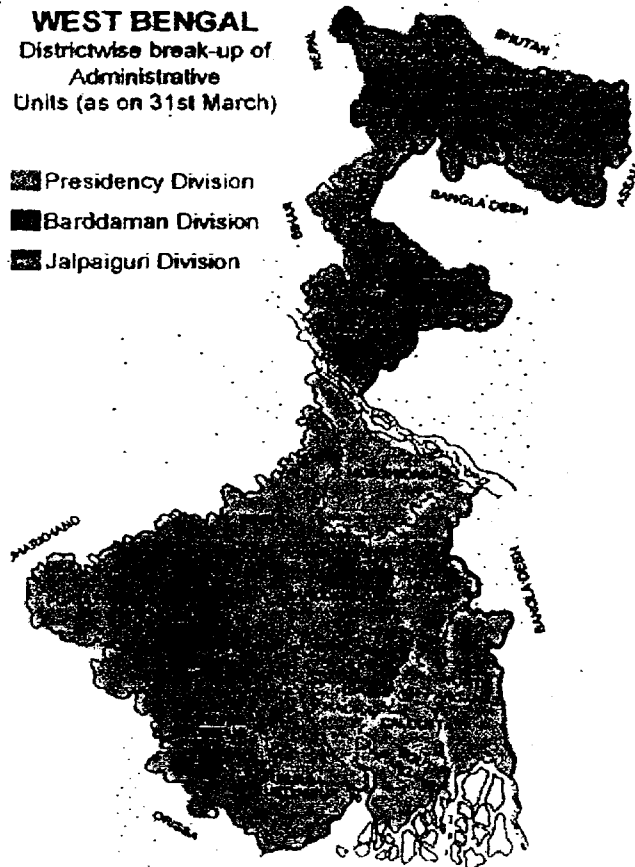 WEST BENGAL
Districtwise break-up of
Administrative
Units (as on 31st March)
NEPAL
BHUTAN
Presidency Division
Barddaman Division
Jalpaiguri Division
BIHAR
BANGLA DESH
JHARKHAND
BANGLA DESH
ORISSA